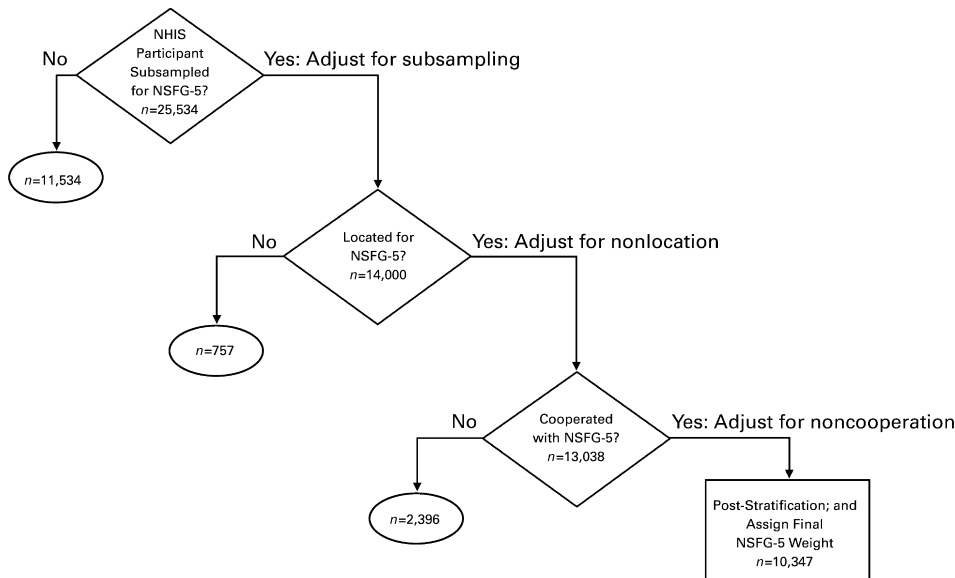 NHIS
Participant
Subsampled
for NSFG-5?
n=25,534
No
Yes: Adjust for subsampling
n=11,534
Located for
NSFG-5?
n=14,000
No
Yes: Adjust for nonlocation
n=757
Cooperated
with NSFG-5?
n=13,038
No
Yes: Adjust for noncooperation
n=2,396
Post-Stratification; and
Assign Final
NSFG-5 Weight
n=10,347